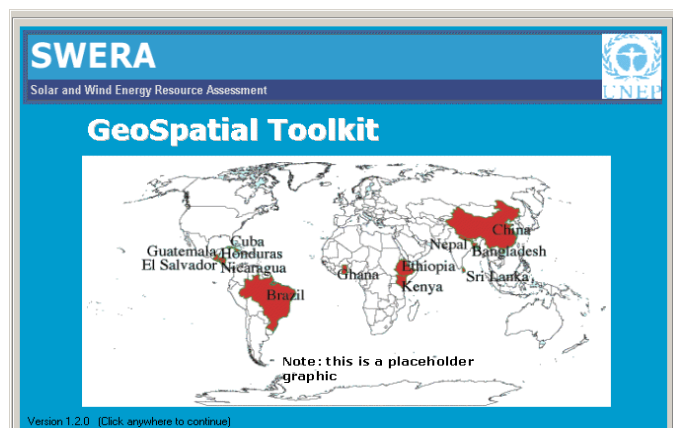 SWERA
Solar and Wind Energy Resource Assessment
UNEP
GeoSpatial Toolkit
China
Cuba
Nepal
Bangladesh
Guatemala
Honduras
El Salvador
Nicaragua
Ghana
Ethiopia
Sri Lanka
Kenya
Brazil
Note: this is a placeholder
graphic
Version 1.2.0 (Click anywhere to continue)